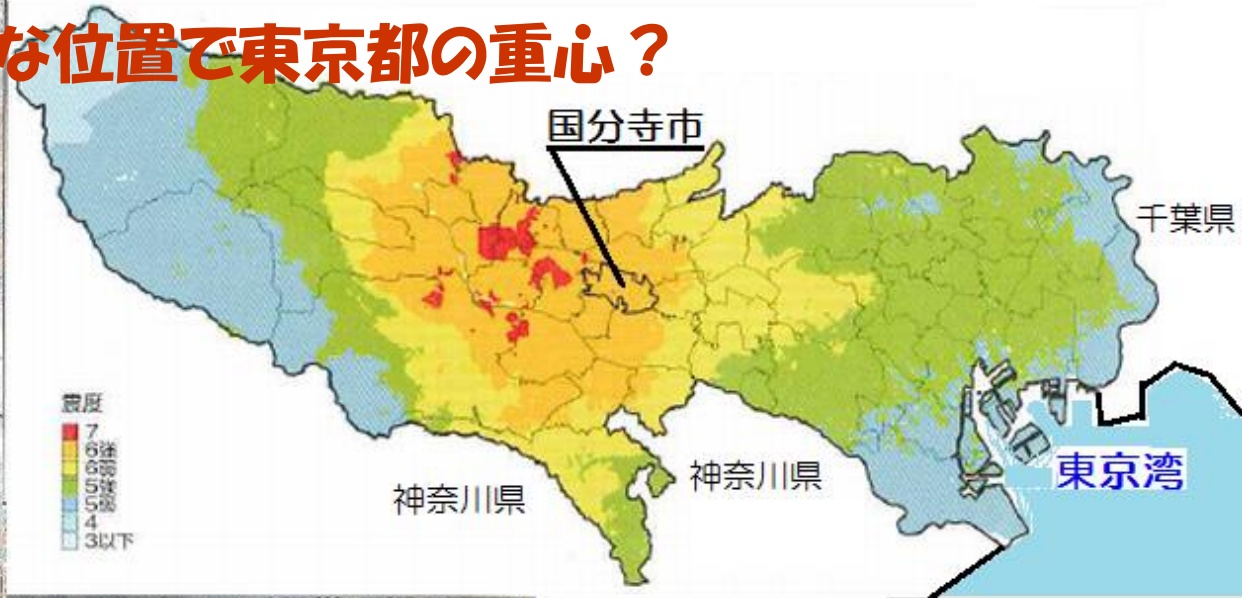 な位置で東京都の重心？
国分寺市
千葉県
震度
7
6強
6弱
5強
5弱
4
3以下
神奈川県
神奈川県
東京湾